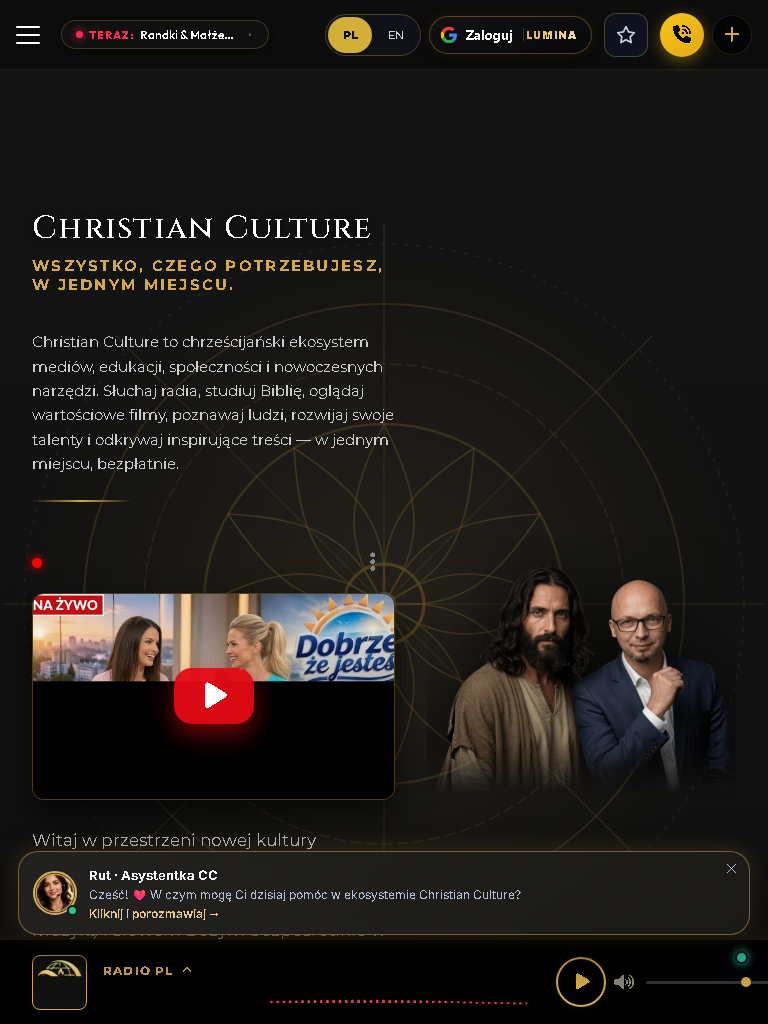 TERAZ: Randki & Małże...
PL EN
Zaloguj LUMINA
Christian Culture
WSZYSTKO, CZEGO POTRZEBUJESZ,
W JEDNYM MIEJSCU.
Christian Culture to chrześcijański ekosystem
mediów, edukacji, społeczności i nowoczesnych
narzędzi. Słuchaj radia, studiuj Biblię, oglądaj
wartościowe filmy, poznawaj ludzi, rozwijaj swoje
talenty i odkrywaj inspirujące treści — w jednym
miejscu, bezpłatnie.
NA ŻYWO
Dobrze
że jesteś
Witaj w przestrzeni nowej kultury
Rut · Asystentka CC
Cześć! ❤️ W czym mogę Ci dzisiaj pomóc w ekosystemie Christian Culture?
Kliknij i porozmawiaj →
RADIO PL